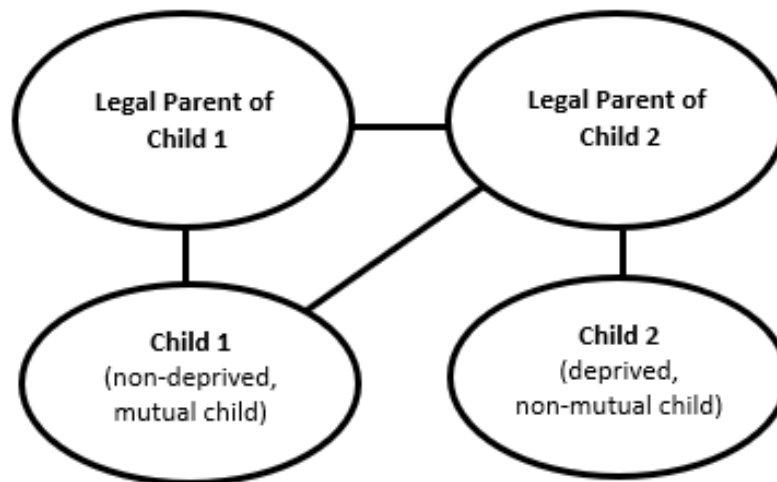 Legal Parent of
Child 1
Legal Parent of
Child 2
Child 1
(non-deprived,
mutual child)
Child 2
(deprived,
non-mutual child)